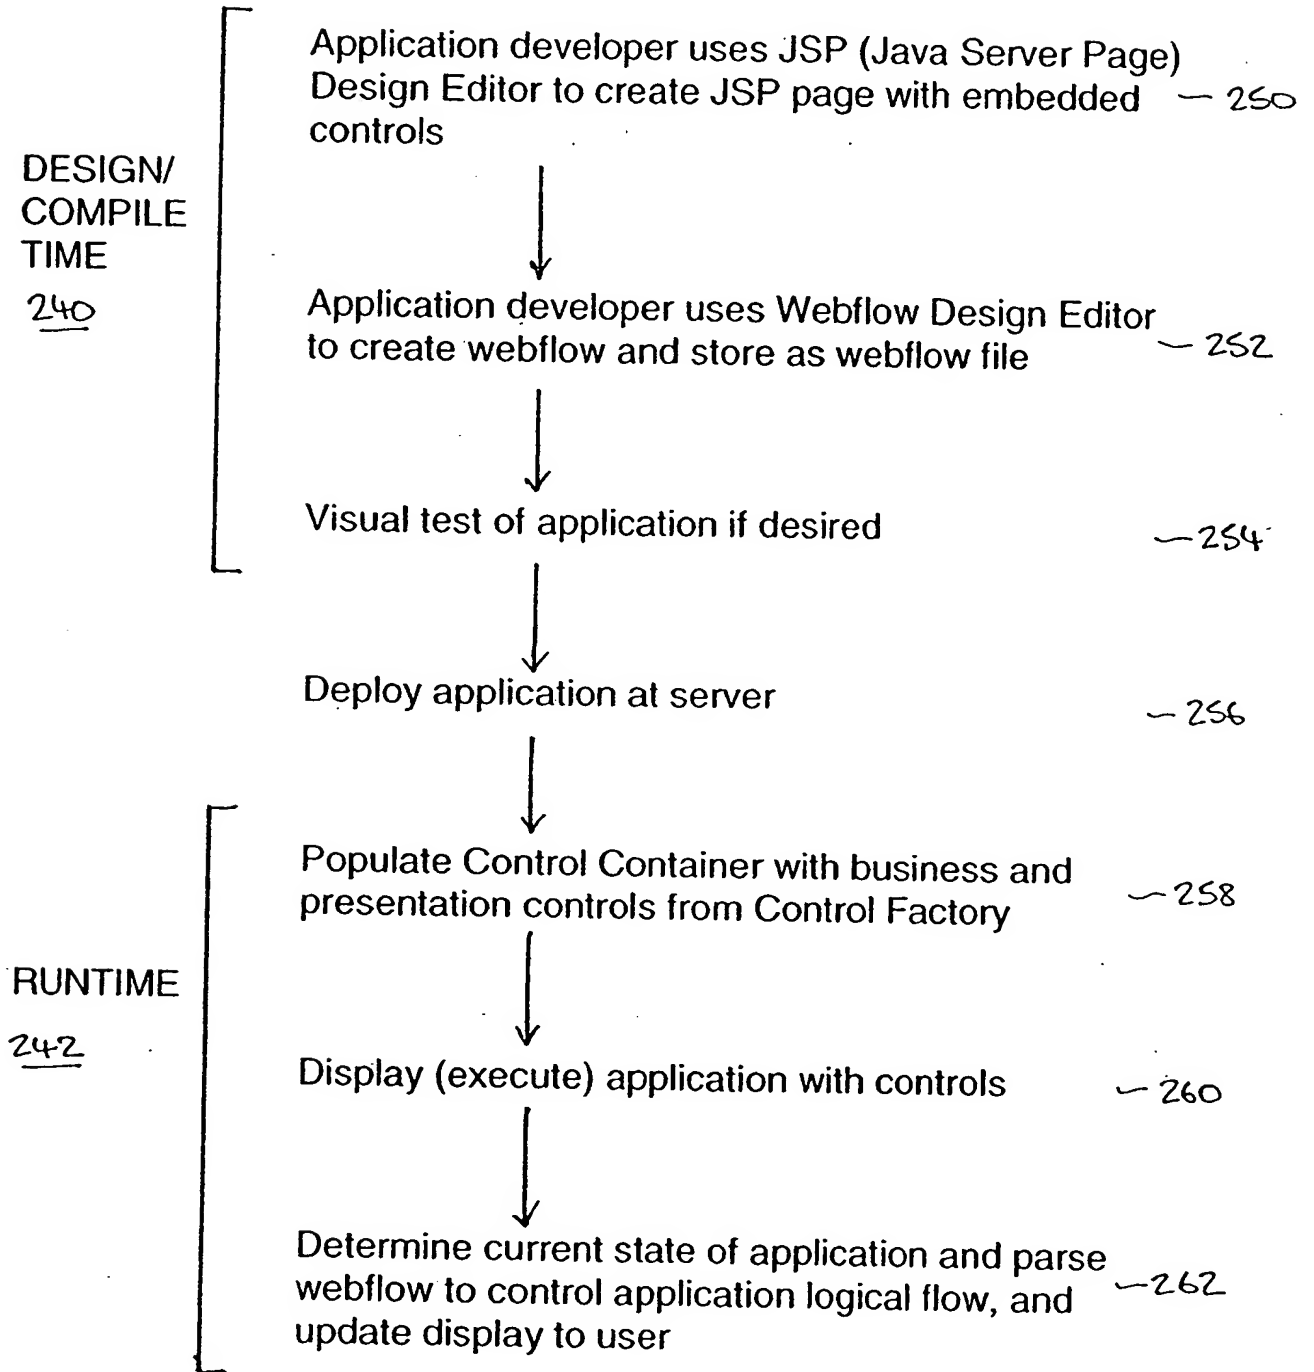 Application developer uses JSP (Java Server Page)
Design Editor to create JSP page with embedded
controls
250
DESIGN/
COMPILE
TIME
240
Application developer uses Webflow Design Editor
to create webflow and store as webflow file
252
Visual test of application if desired
254
Deploy application at server
256
Populate Control Container with business and
presentation controls from Control Factory
258
RUNTIME
242
Display (execute) application with controls
260
Determine current state of application and parse
webflow to control application logical flow, and
update display to user
262